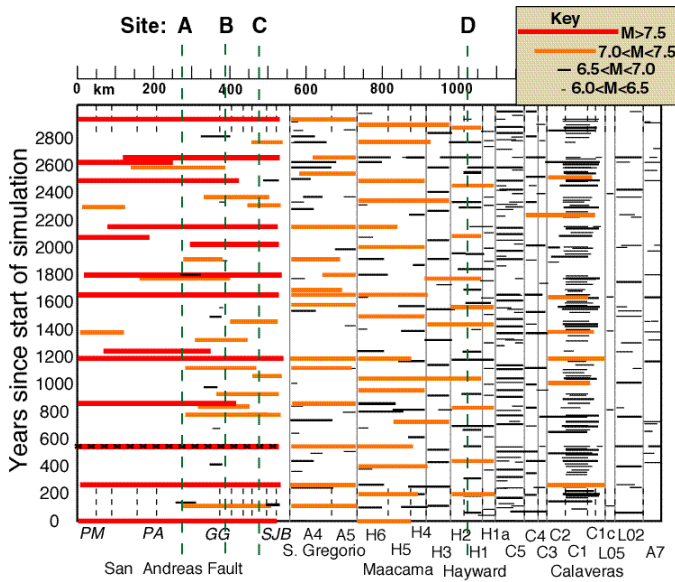 Site: A B C D
Key
M>7.5
7.0<M<7.5
6.5<M<7.0
6.0<M<6.5
0 km 200 400 600 800 1000
Years since start of simulation
2800
2600
2400
2200
2000
1800
1600
1400
1200
1000
800
600
400
200
0
PM PA GG SJB A4 A5 H6 H4 H2 H1a C4 C2 C1c L02
S. Gregorio H5 H3 H1 C5 C3 C1 L05 A7
San Andreas Fault Maacama Hayward Calaveras